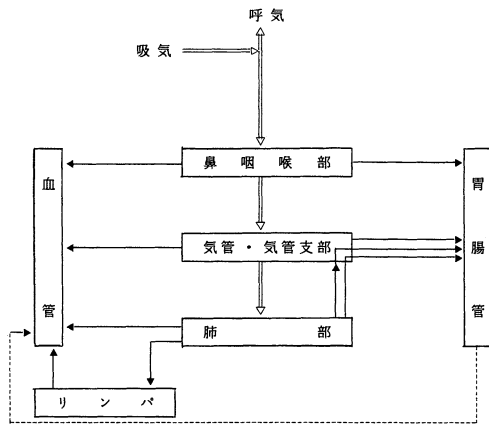 呼気
吸気
鼻咽喉部
血管
胃腸管
気管・気管支部
肺部
リンパ